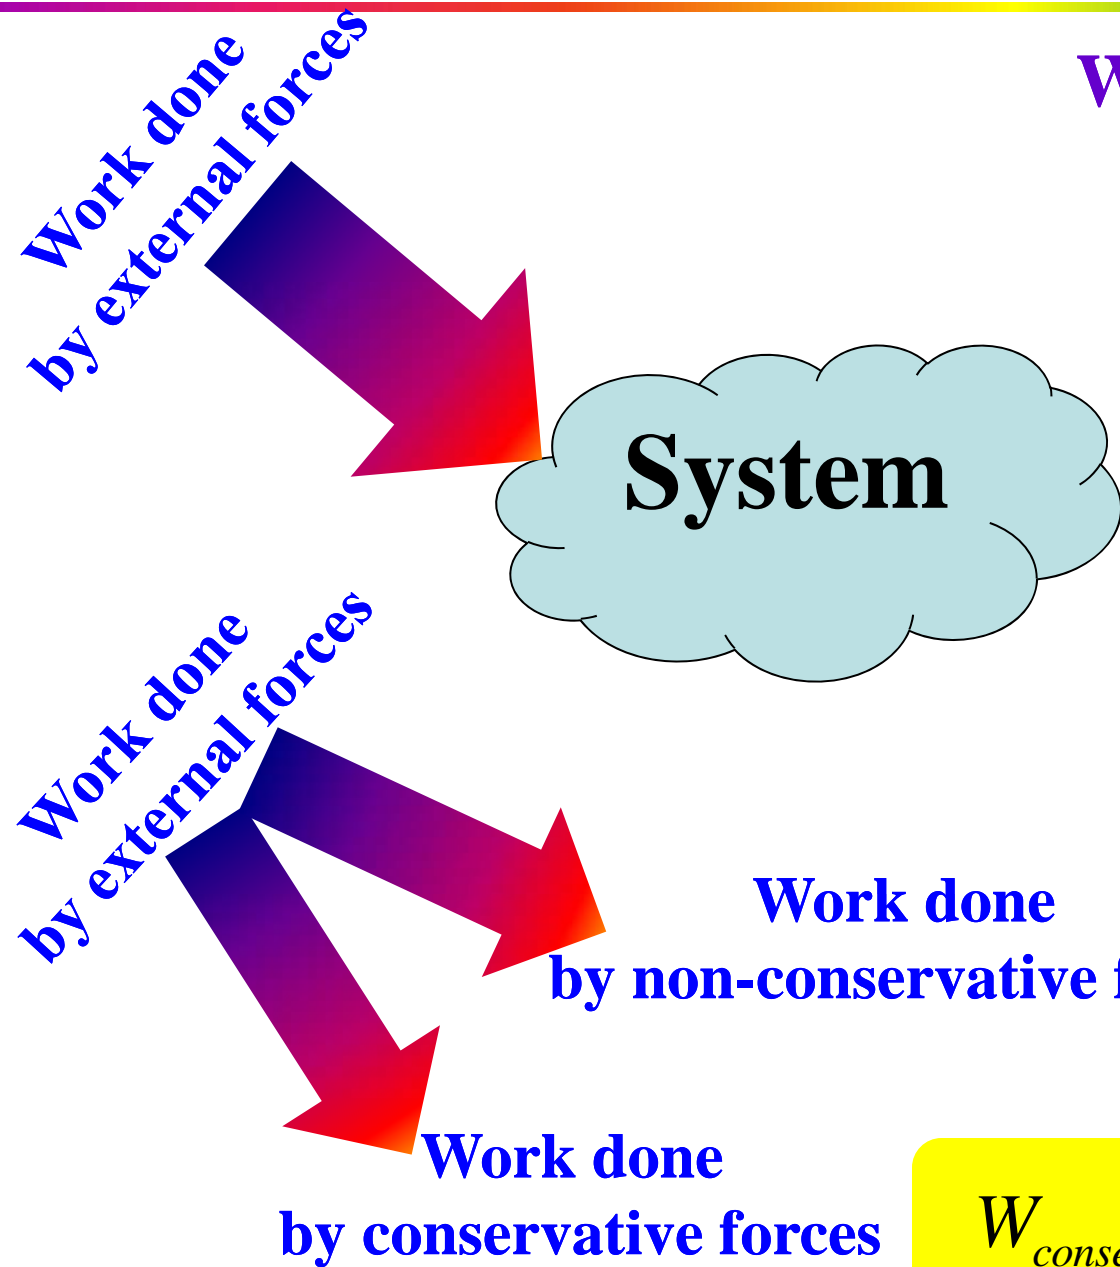 Work done
by external forces
W
System
Work done
by external forces
Work done
by non-conservative f
Work done
by conservative forces
W conse